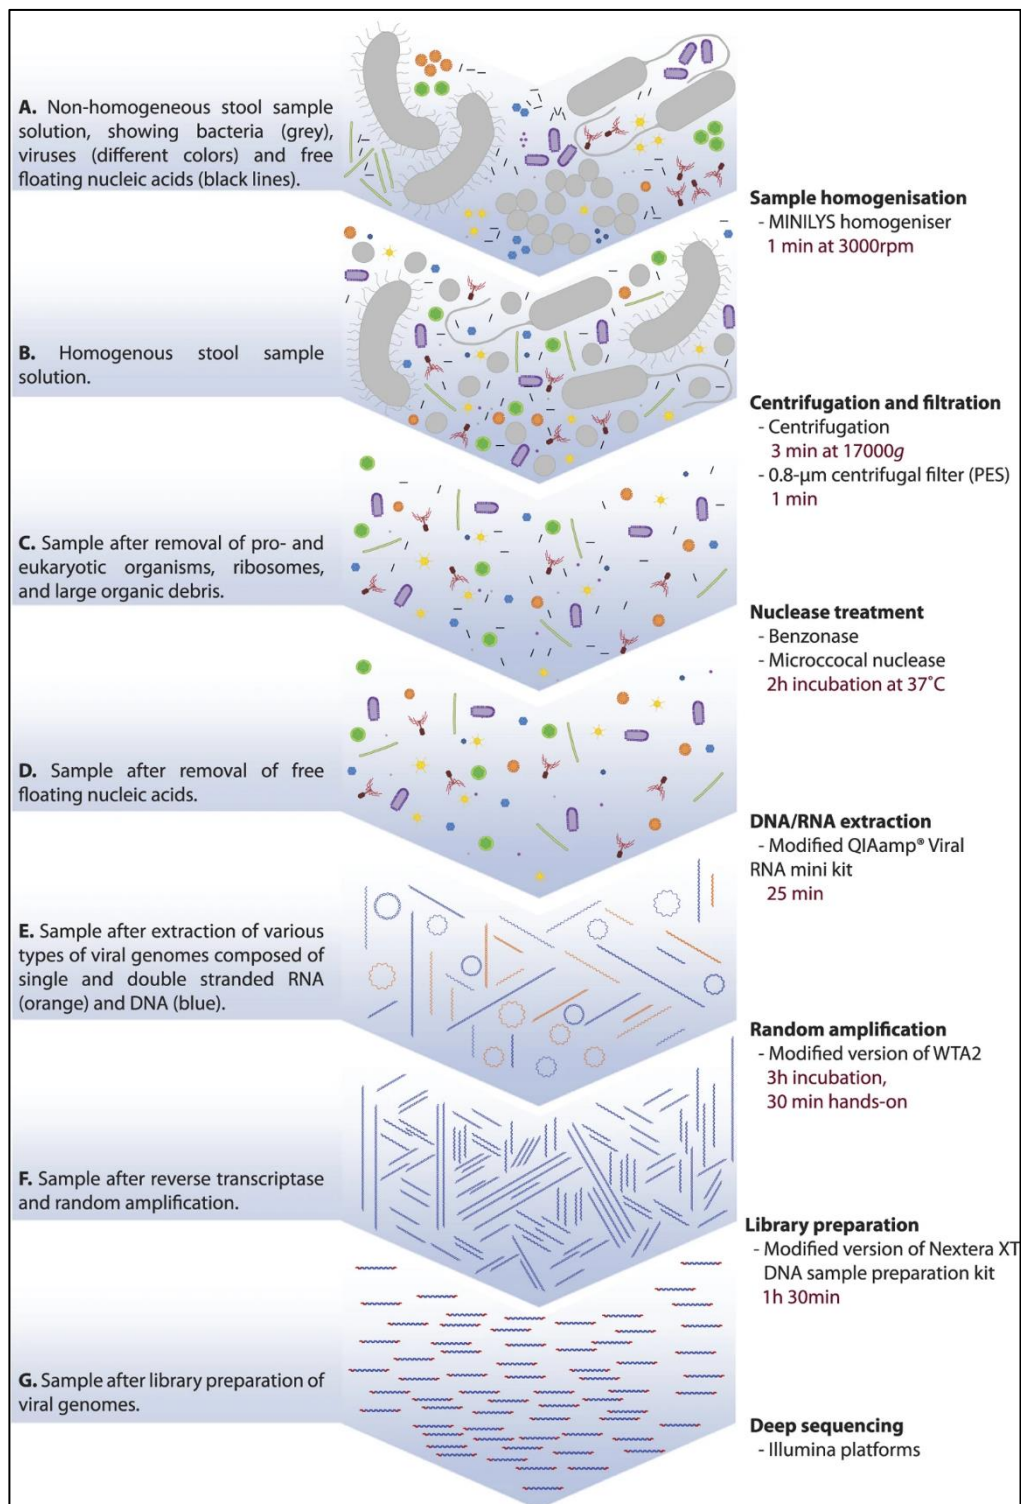 A. Non-homogeneous stool sample
solution, showing bacteria (grey),
viruses (different colors) and free
floating nucleic acids (black lines).
Sample homogenisation
- MINILYS homogeniser
1 min at 3000rpm
B. Homogenous stool sample
solution.
Centrifugation and filtration
- Centrifugation
3 min at 17000g
- 0.8-µm centrifugal filter (PES)
1 min
C. Sample after removal of pro- and
eukaryotic organisms, ribosomes,
and large organic debris.
Nuclease treatment
- Benzonase
- Microccocal nuclease
2h incubation at 37˚C
D. Sample after removal of free
floating nucleic acids.
DNA/RNA extraction
- Modified QIAamp® Viral
RNA mini kit
25 min
E. Sample after extraction of various
types of viral genomes composed of
single and double stranded RNA
(orange) and DNA (blue).
Random amplification
- Modified version of WTA2
3h incubation,
30 min hands-on
F. Sample after reverse transcriptase
and random amplification.
Library preparation
- Modified version of Nextera XT
DNA sample preparation kit
1h 30min
G. Sample after library preparation of
viral genomes.
Deep sequencing
- Illumina platforms